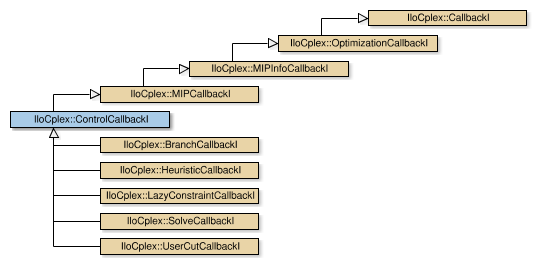 IloCplex::CallbackI
IloCplex::OptimizationCallbackI
IloCplex::MIPInfoCallbackI
IloCplex::MIPCallbackI
IloCplex::ControlCallbackI
IloCplex::BranchCallbackI
IloCplex::HeuristicCallbackI
IloCplex::LazyConstraintCallbackI
IloCplex::SolveCallbackI
IloCplex::UserCutCallbackI